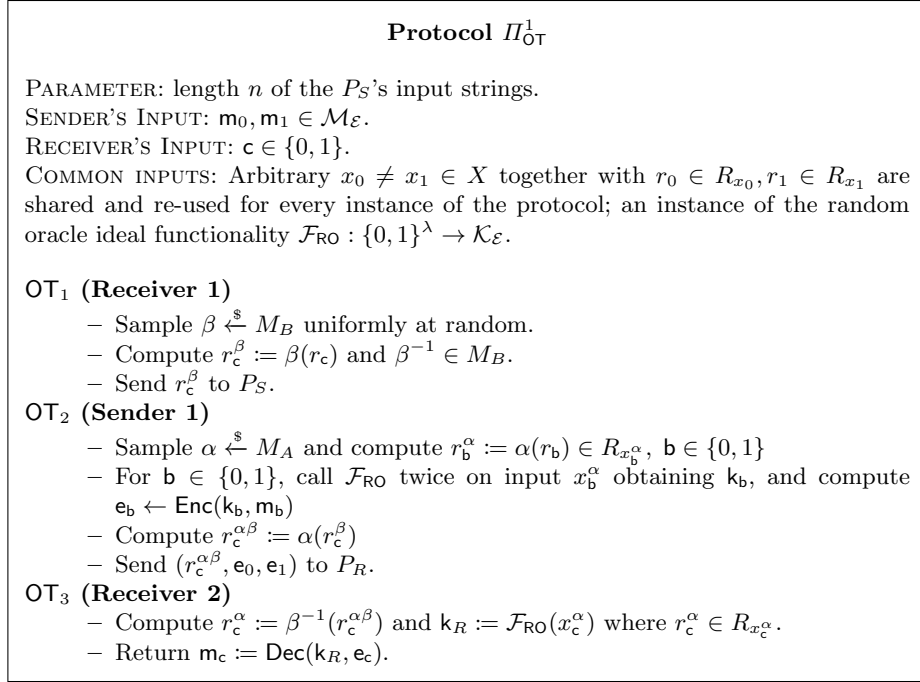 Protocol Π¹_OT
PARAMETER: length n of the P_S's input strings.
SENDER'S INPUT: m₀, m₁ ∈ M_ℰ.
RECEIVER'S INPUT: c ∈ {0, 1}.
COMMON INPUTS: Arbitrary x₀ ≠ x₁ ∈ X together with r₀ ∈ R_{x₀}, r₁ ∈ R_{x₁} are
shared and re-used for every instance of the protocol; an instance of the random
oracle ideal functionality F_RO : {0, 1}^λ → K_ℰ.
OT₁ (Receiver 1)
– Sample β ←$ M_B uniformly at random.
– Compute r_c^β := β(r_c) and β⁻¹ ∈ M_B.
– Send r_c^β to P_S.
OT₂ (Sender 1)
– Sample α ←$ M_A and compute r_b^α := α(r_b) ∈ R_{x_b^α}, b ∈ {0, 1}
– For b ∈ {0, 1}, call F_RO twice on input x_b^α obtaining k_b, and compute
e_b ← Enc(k_b, m_b)
– Compute r_c^{αβ} := α(r_c^β)
– Send (r_c^{αβ}, e₀, e₁) to P_R.
OT₃ (Receiver 2)
– Compute r_c^α := β⁻¹(r_c^{αβ}) and k_R := F_RO(x_c^α) where r_c^α ∈ R_{x_c^α}.
– Return m_c := Dec(k_R, e_c).